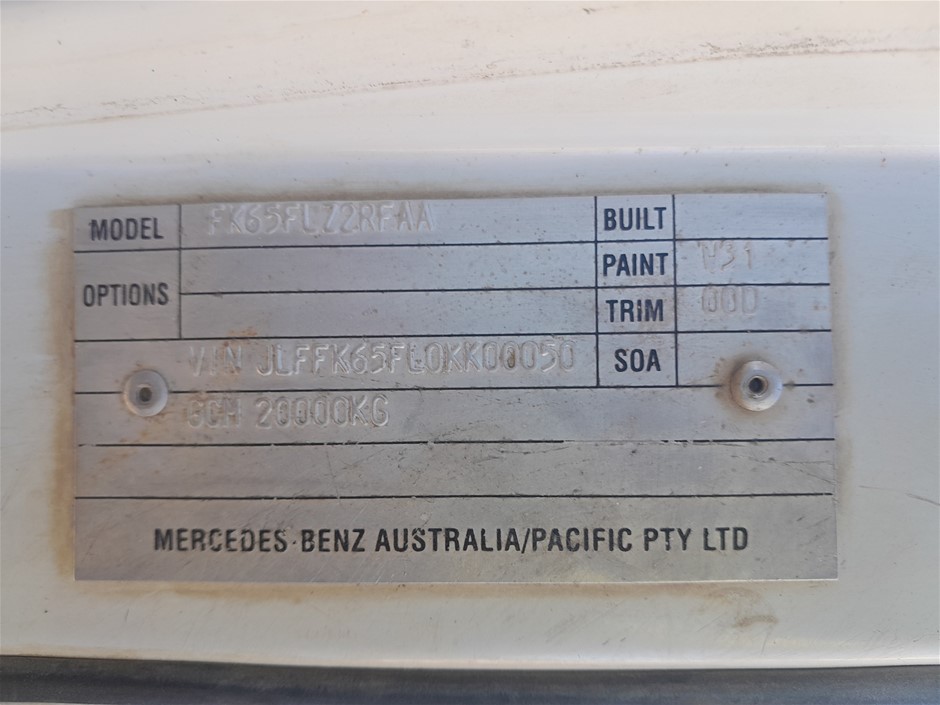 MODEL FK65FLZ2RFAA BUILT
OPTIONS PAINT W31
TRIM 00D
VIN JLFFK65FL0KK00050 SOA
GCM 20000KG
MERCEDES-BENZ AUSTRALIA/PACIFIC PTY LTD